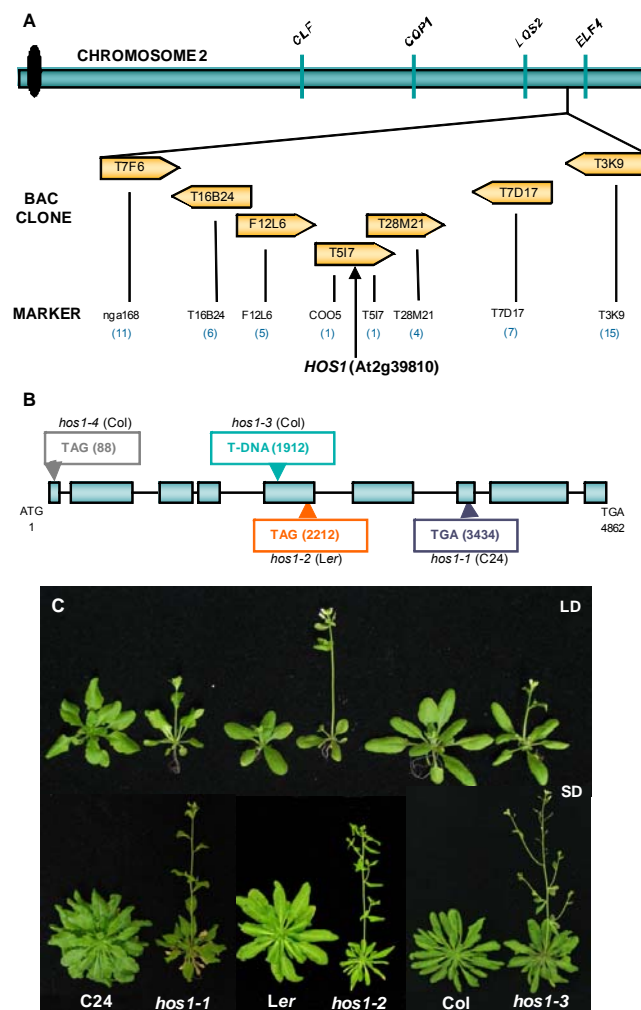 A
CLF COP1 LQS2 ELF4
CHROMOSOME 2
T7F6 T3K9
T16B24 T7D17
BAC CLONE
F12L6 T28M21
T5I7
MARKER
nga168 T16B24 F12L6 COO5 T5I7 T28M21 T7D17 T3K9
(11) (6) (5) (1) (1) (4) (7) (15)
HOS1 (At2g39810)
B
hos1-4 (Col) hos1-3 (Col)
TAG (88) T-DNA (1912)
ATG TGA
1 4862
TAG (2212) TGA (3434)
hos1-2 (Ler) hos1-1 (C24)
C LD
SD
C24 hos1-1 Ler hos1-2 Col hos1-3